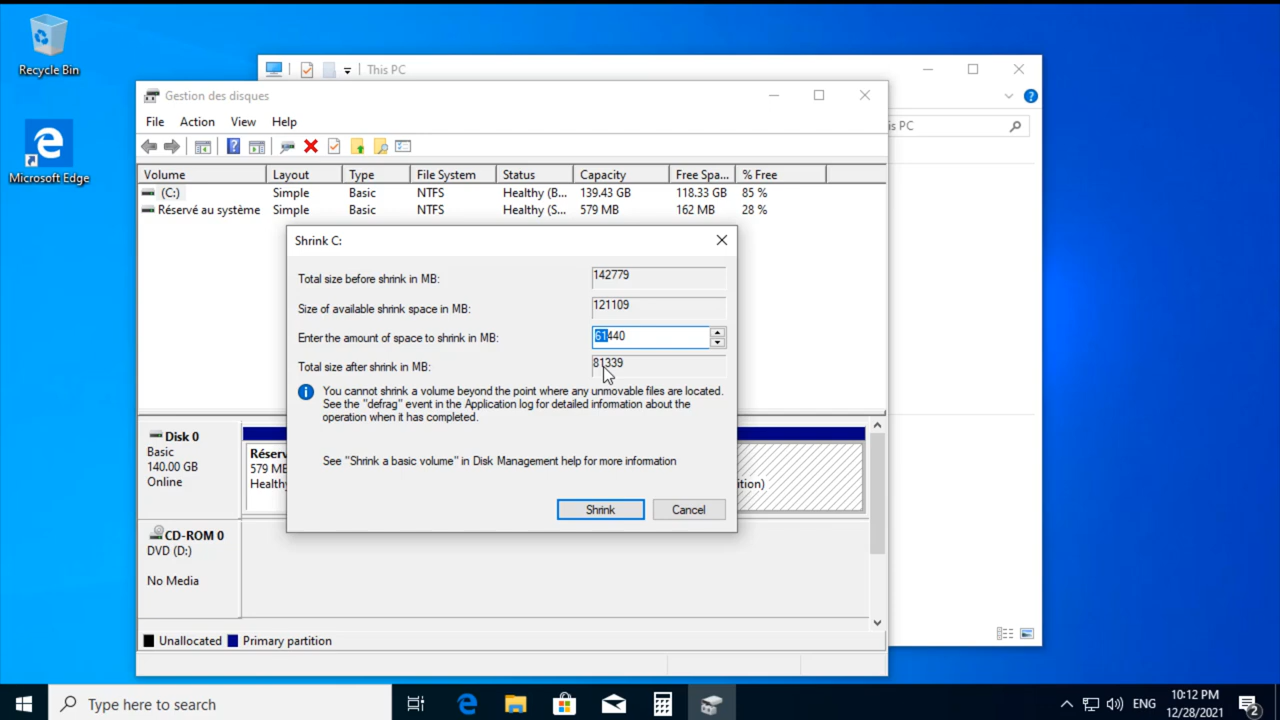 Recycle Bin
Microsoft Edge
This PC
is PC
Gestion des disques
File Action View Help
Volume Layout Type File System Status Capacity Free Spa... % Free
(C:) Simple Basic NTFS Healthy (B... 139.43 GB 118.33 GB 85 %
Réservé au système Simple Basic NTFS Healthy (S... 579 MB 162 MB 28 %
Shrink C:
Total size before shrink in MB: 142779
Size of available shrink space in MB: 121109
Enter the amount of space to shrink in MB: 61440
Total size after shrink in MB: 81339
You cannot shrink a volume beyond the point where any unmovable files are located.
See the "defrag" event in the Application log for detailed information about the
operation when it has completed.
See "Shrink a basic volume" in Disk Management help for more information
Shrink Cancel
Disk 0
Basic
140.00 GB
Online
Réserv
579 ME
Healthy
ition)
CD-ROM 0
DVD (D:)
No Media
Unallocated Primary partition
Type here to search
ENG
10:12 PM
12/28/2021
2